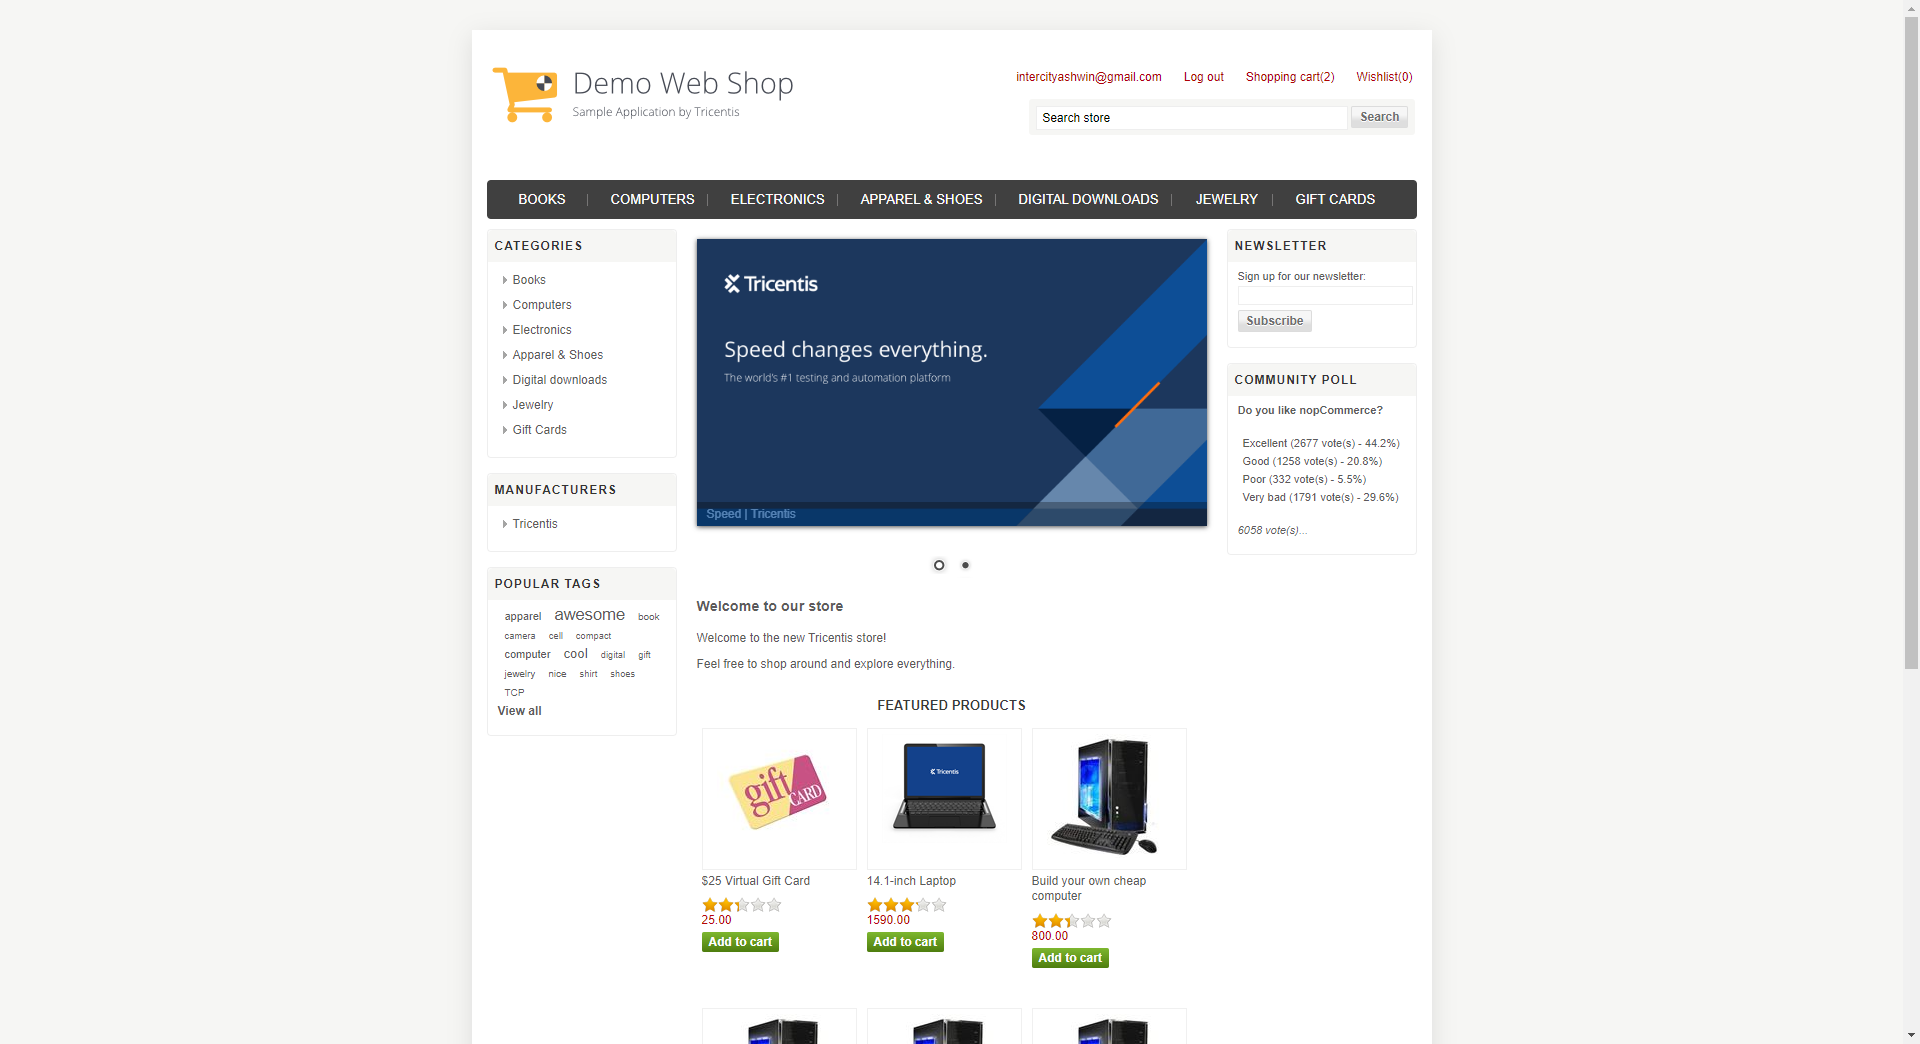 Demo Web Shop
Sample Application by Tricentis
intercityashwin@gmail.com Log out Shopping cart(2) Wishlist(0)
Search store Search
BOOKS COMPUTERS ELECTRONICS APPAREL & SHOES DIGITAL DOWNLOADS JEWELRY GIFT CARDS
CATEGORIES
Books
Computers
Electronics
Apparel & Shoes
Digital downloads
Jewelry
Gift Cards
MANUFACTURERS
Tricentis
POPULAR TAGS
apparel awesome book
camera cell compact
computer cool digital gift
jewelry nice shirt shoes
TCP
View all
Tricentis
Speed changes everything.
The world's #1 testing and automation platform
Speed | Tricentis
Welcome to our store
Welcome to the new Tricentis store!
Feel free to shop around and explore everything.
FEATURED PRODUCTS
gift CARD
$25 Virtual Gift Card
25.00
Add to cart
Tricentis
14.1-inch Laptop
1590.00
Add to cart
Build your own cheap
computer
800.00
Add to cart
NEWSLETTER
Sign up for our newsletter:
Subscribe
COMMUNITY POLL
Do you like nopCommerce?
Excellent (2677 vote(s) - 44.2%)
Good (1258 vote(s) - 20.8%)
Poor (332 vote(s) - 5.5%)
Very bad (1791 vote(s) - 29.6%)
6058 vote(s)...